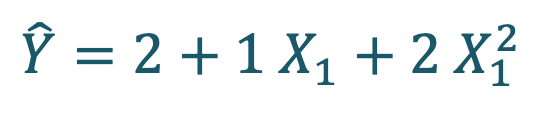 Ŷ = 2 + 1 X₁ + 2 X₁²